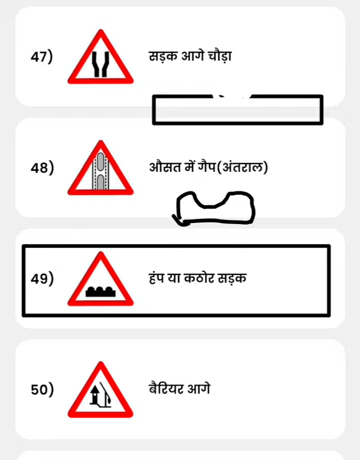 47) सड़क आगे चौड़ा
48) औसत में गैप(अंतराल)
49) हंप या कठोर सड़क
50) बैरियर आगे